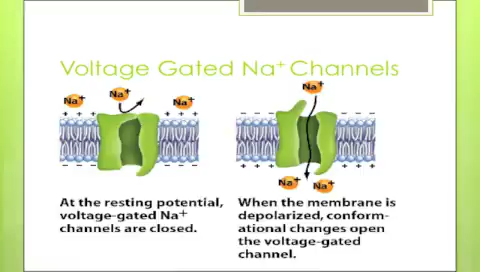 Voltage Gated Na+ Channels
Na+ Na+ Na+ Na+
+ + + + + + + + - - - - - -
- - - - - - - - + + + + + + + +
Na+ Na+
At the resting potential,
voltage-gated Na+
channels are closed.
When the membrane is
depolarized, conform-
ational changes open
the voltage-gated
channel.